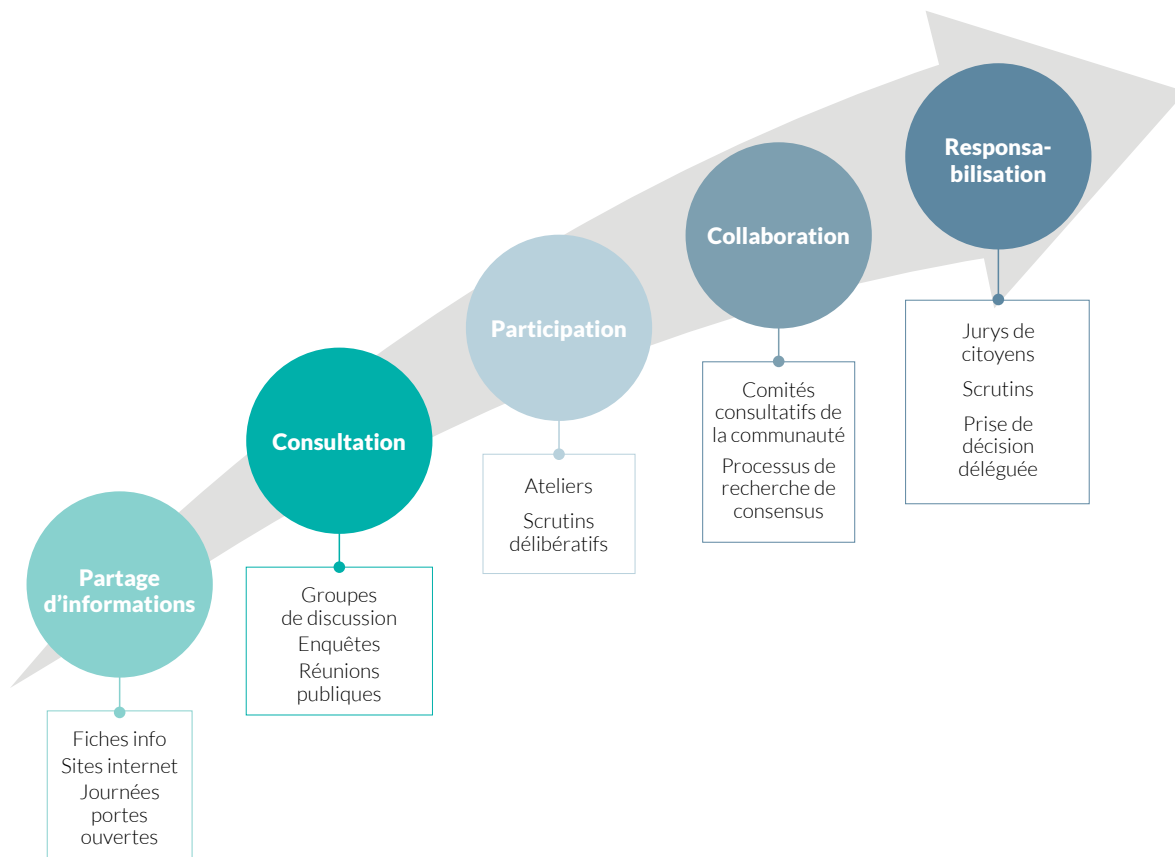 Partage
d’informations
Fiches info
Sites internet
Journées
portes
ouvertes
Consultation
Groupes
de discussion
Enquêtes
Réunions
publiques
Participation
Ateliers
Scrutins
délibératifs
Collaboration
Comités
consultatifs de
la communauté
Processus de
recherche de
consensus
Responsa-
bilisation
Jurys de
citoyens
Scrutins
Prise de
décision
déléguée